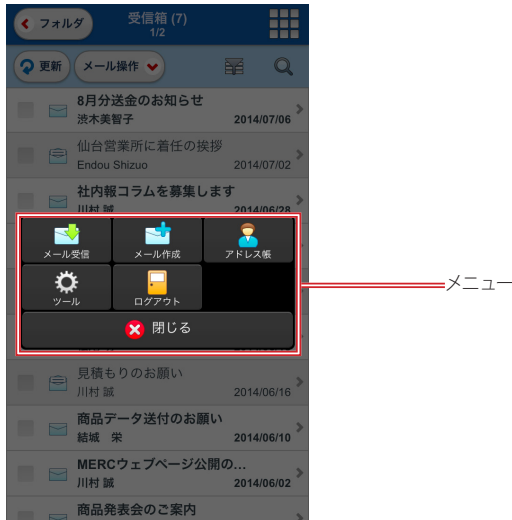 フォルダ
受信箱 (7)
1/2
更新
メール操作
8月分送金のお知らせ
渋木美智子
2014/07/06
仙台営業所に着任の挨拶
Endou Shizuo
2014/07/02
社内報コラムを募集します
川村 誠
2014/06/28
メール受信
メール作成
アドレス帳
ツール
ログアウト
閉じる
メニュー
見積もりのお願い
川村 誠
2014/06/16
商品データ送付のお願い
結城 栄
2014/06/10
MERCウェブページ公開の...
川村 誠
2014/06/02
商品発表会のご案内